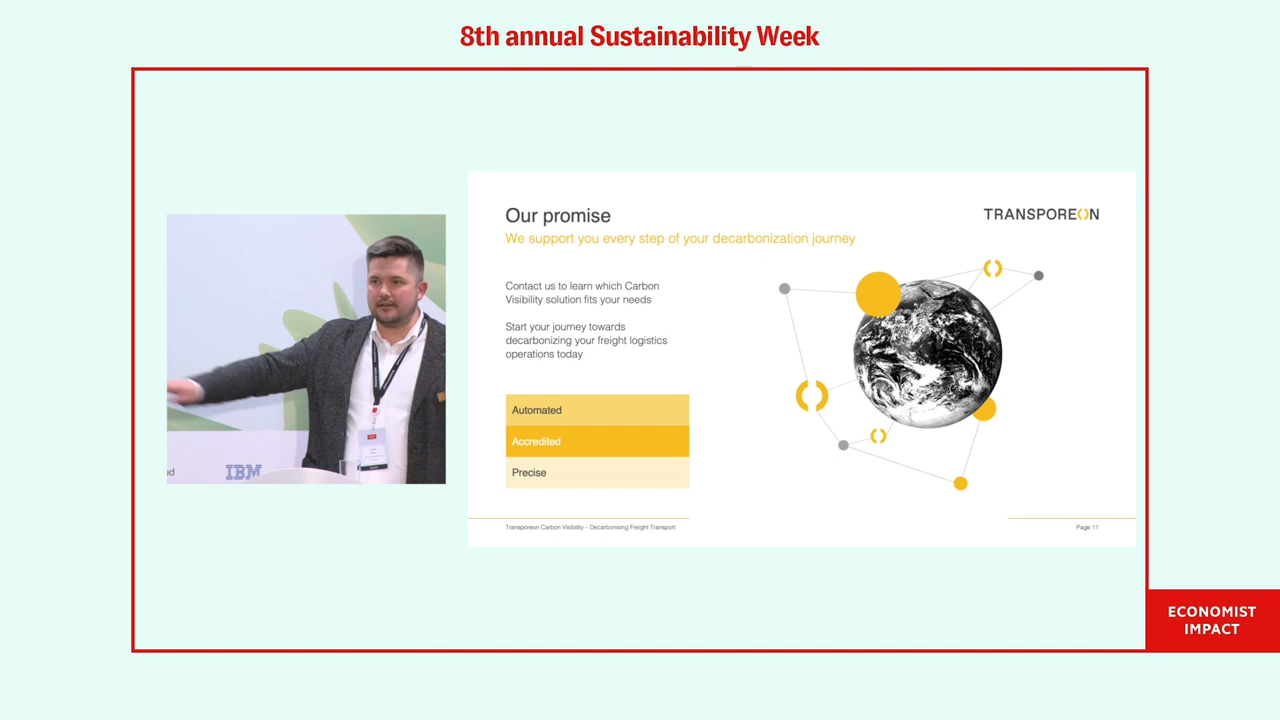 8th annual Sustainability Week
Our promise
TRANSPOREON
We support you every step of your decarbonization journey
Contact us to learn which Carbon
Visibility solution fits your needs
Start your journey towards
decarbonizing your freight logistics
operations today
Automated
Accredited
Precise
Transporeon Carbon Visibility – Decarbonising Freight Transport
Page 11
IBM
ECONOMIST
IMPACT